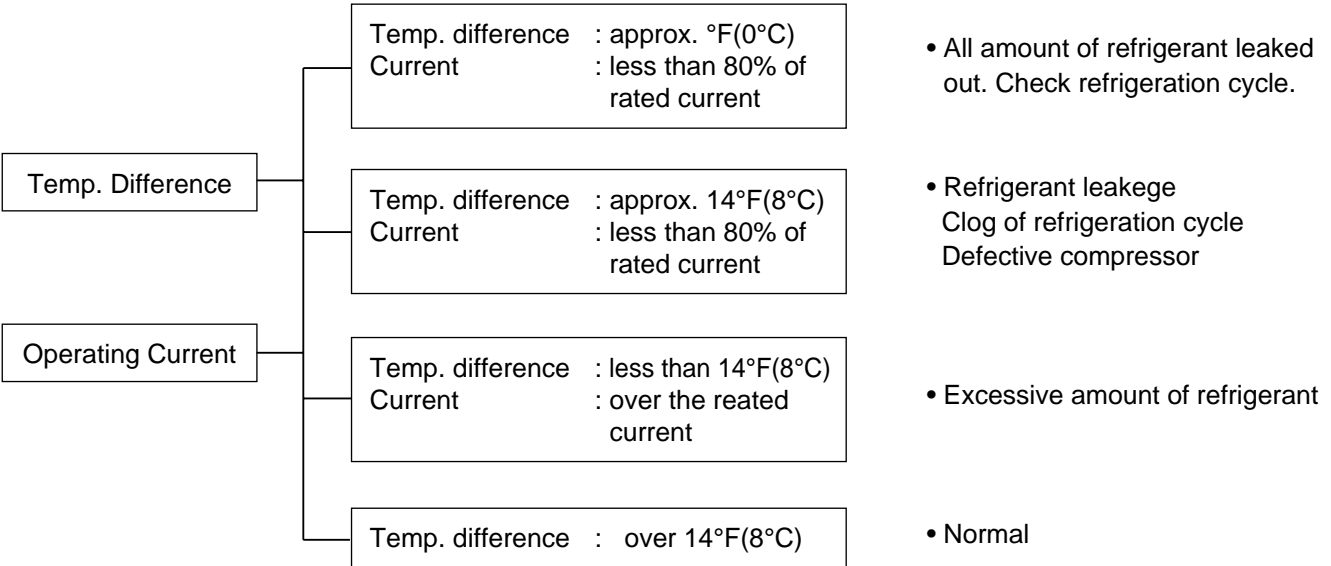 Temp. difference : approx. °F(0°C)
Current : less than 80% of
rated current
• All amount of refrigerant leaked
out. Check refrigeration cycle.
Temp. Difference
Temp. difference : approx. 14°F(8°C)
Current : less than 80% of
rated current
• Refrigerant leakege
Clog of refrigeration cycle
Defective compressor
Operating Current
Temp. difference : less than 14°F(8°C)
Current : over the reated
current
• Excessive amount of refrigerant
Temp. difference : over 14°F(8°C)
• Normal